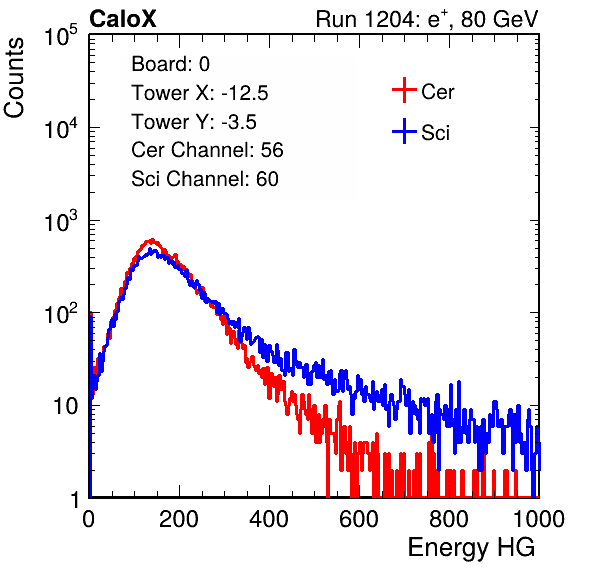 CaloX Run 1204: e⁺, 80 GeV
Counts
10⁵
10⁴
10³
10²
10
1
Board: 0
Tower X: -12.5
Tower Y: -3.5
Cer Channel: 56
Sci Channel: 60
Cer
Sci
0 200 400 600 800 1000
Energy HG